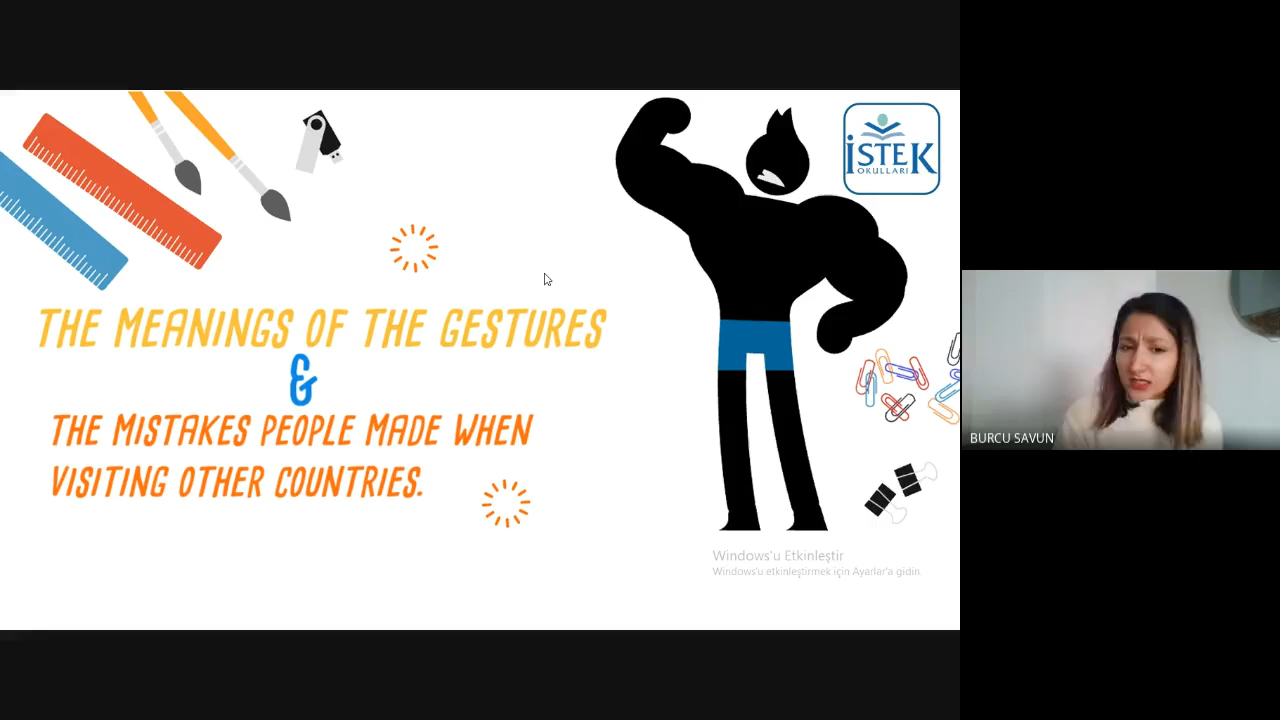 İSTEK
OKULLARI
THE MEANINGS OF THE GESTURES
&
THE MISTAKES PEOPLE MADE WHEN
VISITING OTHER COUNTRIES.
BURCU SAVUN
Windows'u Etkinleştir
Windows'u etkinleştirmek için Ayarlar'a gidin.